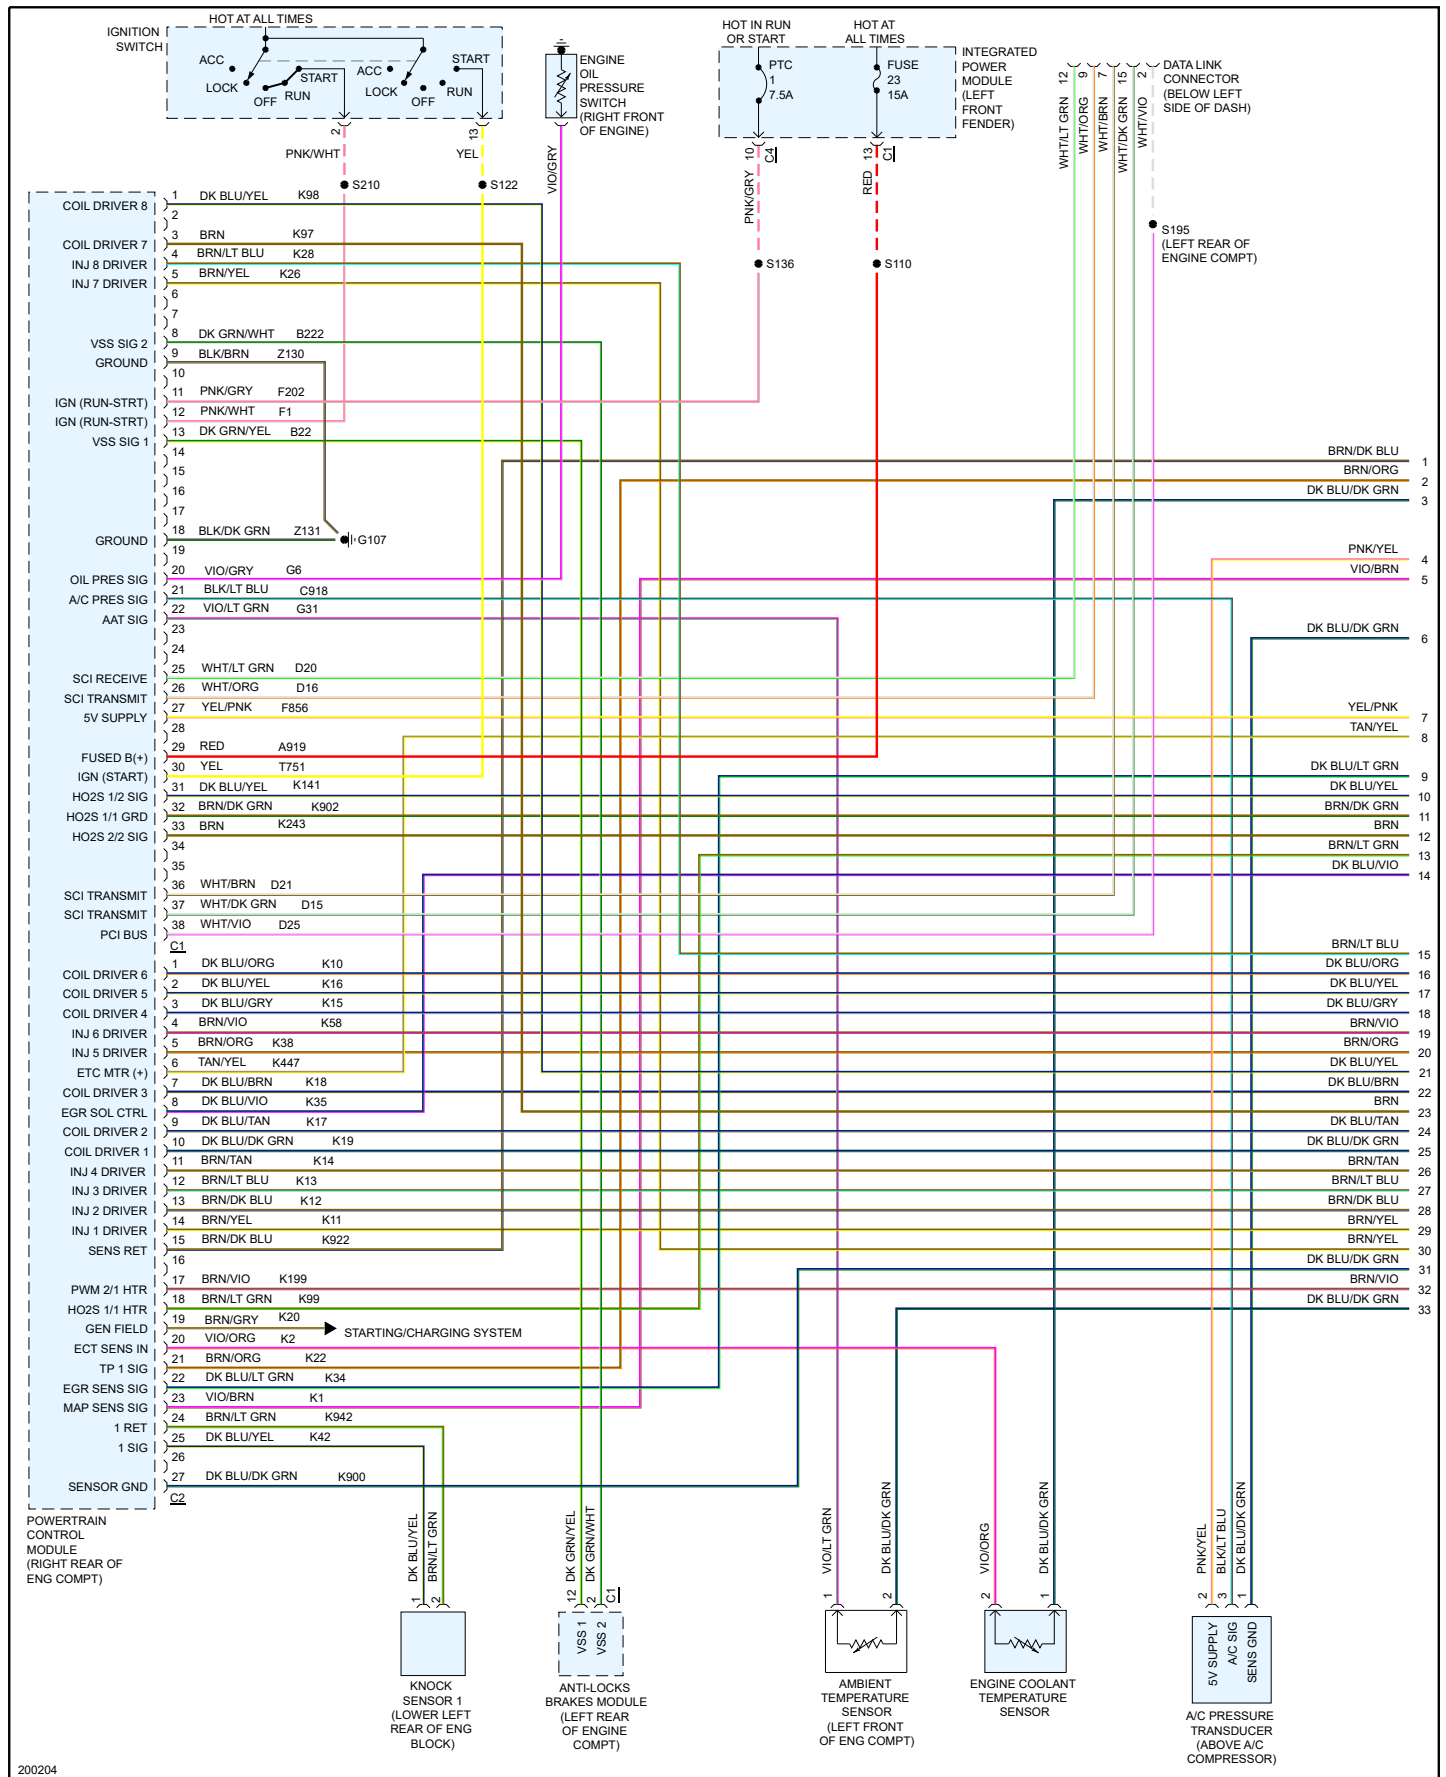 HOT AT ALL TIMES
IGNITION
SWITCH
ACC
LOCK
OFF
RUN
START
ACC
LOCK
OFF
RUN
START
2
13
PNK/WHT
YEL
S210
S122
ENGINE
OIL
PRESSURE
SWITCH
(RIGHT FRONT
OF ENGINE)
VIO/GRY
HOT IN RUN
OR START
HOT AT
ALL TIMES
PTC
1
7.5A
FUSE
23
15A
INTEGRATED
POWER
MODULE
(LEFT
FRONT
FENDER)
10
C4
13
C1
PNK/GRY
RED
S136
S110
12
9
7
15
2
DATA LINK
CONNECTOR
(BELOW LEFT
SIDE OF DASH)
WHT/LT GRN
WHT/ORG
WHT/BRN
WHT/DK GRN
WHT/VIO
S195
(LEFT REAR OF
ENGINE COMPT)
COIL DRIVER 8 1 DK BLU/YEL K98
2
COIL DRIVER 7 3 BRN K97
INJ 8 DRIVER 4 BRN/LT BLU K28
INJ 7 DRIVER 5 BRN/YEL K26
6
7
VSS SIG 2 8 DK GRN/WHT B222
GROUND 9 BLK/BRN Z130
10
IGN (RUN-STRT) 11 PNK/GRY F202
IGN (RUN-STRT) 12 PNK/WHT F1
VSS SIG 1 13 DK GRN/YEL B22
14
15
16
17
GROUND 18 BLK/DK GRN Z131
G107
19
OIL PRES SIG 20 VIO/GRY G6
A/C PRES SIG 21 BLK/LT BLU C918
AAT SIG 22 VIO/LT GRN G31
23
24
SCI RECEIVE 25 WHT/LT GRN D20
SCI TRANSMIT 26 WHT/ORG D16
5V SUPPLY 27 YEL/PNK F856
28
FUSED B(+) 29 RED A919
IGN (START) 30 YEL T751
HO2S 1/2 SIG 31 DK BLU/YEL K141
HO2S 1/1 GRD 32 BRN/DK GRN K902
HO2S 2/2 SIG 33 BRN K243
34
35
SCI TRANSMIT 36 WHT/BRN D21
SCI TRANSMIT 37 WHT/DK GRN D15
PCI BUS 38 WHT/VIO D25
C1
COIL DRIVER 6 1 DK BLU/ORG K10
COIL DRIVER 5 2 DK BLU/YEL K16
COIL DRIVER 4 3 DK BLU/GRY K15
INJ 6 DRIVER 4 BRN/VIO K58
INJ 5 DRIVER 5 BRN/ORG K38
ETC MTR (+) 6 TAN/YEL K447
COIL DRIVER 3 7 DK BLU/BRN K18
EGR SOL CTRL 8 DK BLU/VIO K35
COIL DRIVER 2 9 DK BLU/TAN K17
COIL DRIVER 1 10 DK BLU/DK GRN K19
INJ 4 DRIVER 11 BRN/TAN K14
INJ 3 DRIVER 12 BRN/LT BLU K13
INJ 2 DRIVER 13 BRN/DK BLU K12
INJ 1 DRIVER 14 BRN/YEL K11
SENS RET 15 BRN/DK BLU K922
16
PWM 2/1 HTR 17 BRN/VIO K199
HO2S 1/1 HTR 18 BRN/LT GRN K99
GEN FIELD 19 BRN/GRY K20
STARTING/CHARGING SYSTEM
ECT SENS IN 20 VIO/ORG K2
TP 1 SIG 21 BRN/ORG K22
EGR SENS SIG 22 DK BLU/LT GRN K34
MAP SENS SIG 23 VIO/BRN K1
1 RET 24 BRN/LT GRN K942
1 SIG 25 DK BLU/YEL K42
26
SENSOR GND 27 DK BLU/DK GRN K900
C2
POWERTRAIN
CONTROL
MODULE
(RIGHT REAR OF
ENG COMPT)
BRN/DK BLU 1
BRN/ORG 2
DK BLU/DK GRN 3
PNK/YEL 4
VIO/BRN 5
DK BLU/DK GRN 6
YEL/PNK 7
TAN/YEL 8
DK BLU/LT GRN 9
DK BLU/YEL 10
BRN/DK GRN 11
BRN 12
BRN/LT GRN 13
DK BLU/VIO 14
BRN/LT BLU 15
DK BLU/ORG 16
DK BLU/YEL 17
DK BLU/GRY 18
BRN/VIO 19
BRN/ORG 20
DK BLU/YEL 21
DK BLU/BRN 22
BRN 23
DK BLU/TAN 24
DK BLU/DK GRN 25
BRN/TAN 26
BRN/LT BLU 27
BRN/DK BLU 28
BRN/YEL 29
BRN/YEL 30
DK BLU/DK GRN 31
BRN/VIO 32
DK BLU/DK GRN 33
DK BLU/YEL
BRN/LT GRN
1
2
KNOCK
SENSOR 1
(LOWER LEFT
REAR OF ENG
BLOCK)
DK GRN/YEL
DK GRN/WHT
12
2
C1
VSS 1
VSS 2
ANTI-LOCKS
BRAKES MODULE
(LEFT REAR
OF ENGINE
COMPT)
VIO/LT GRN
DK BLU/DK GRN
1
2
AMBIENT
TEMPERATURE
SENSOR
(LEFT FRONT
OF ENG COMPT)
VIO/ORG
DK BLU/DK GRN
2
1
ENGINE COOLANT
TEMPERATURE
SENSOR
PNK/YEL
BLK/LT BLU
DK BLU/DK GRN
2
3
1
5V SUPPLY
A/C SIG
SENS GND
A/C PRESSURE
TRANSDUCER
(ABOVE A/C
COMPRESSOR)
200204